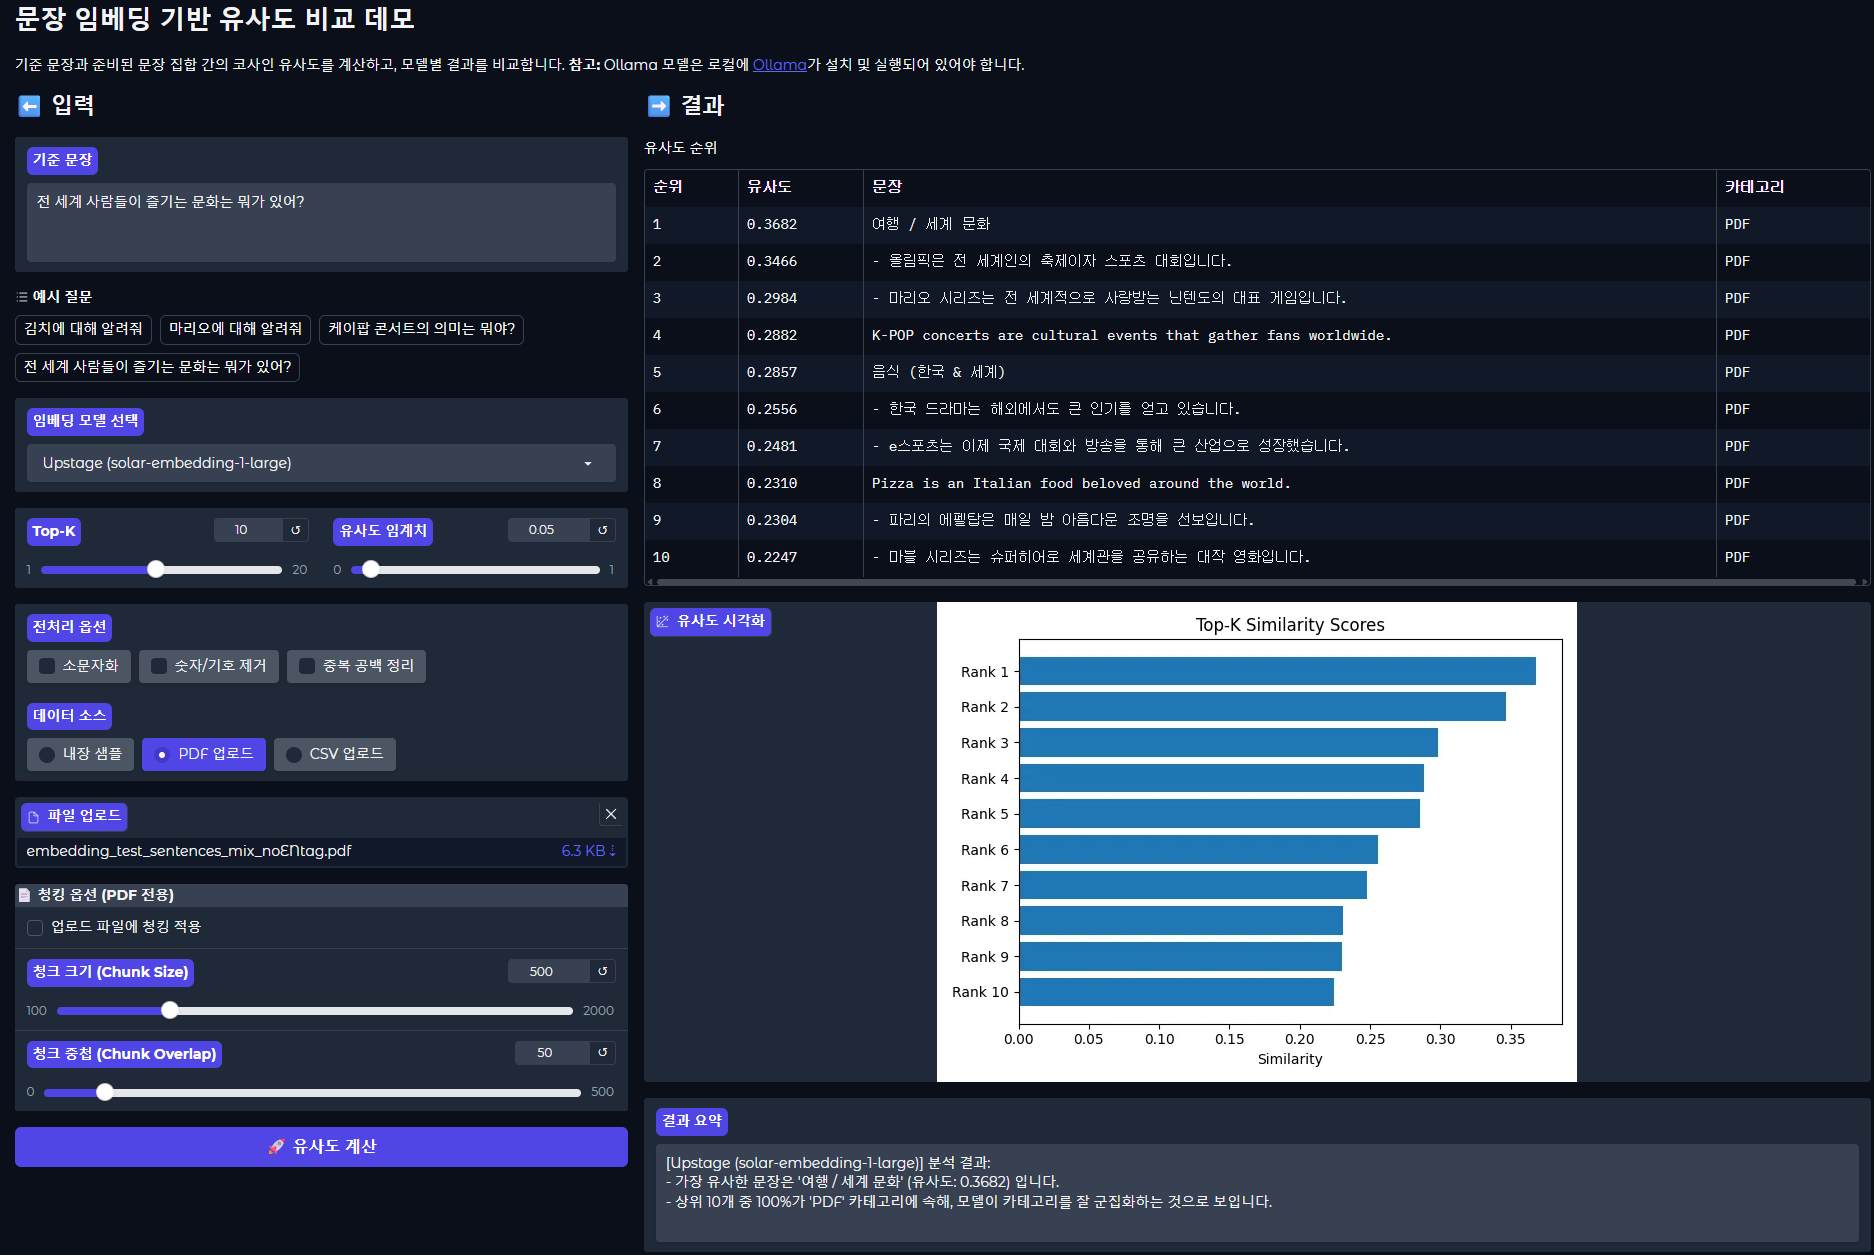 문장 임베딩 기반 유사도 비교 데모
기준 문장과 준비된 문장 집합 간의 코사인 유사도를 계산하고, 모델별 결과를 비교합니다. 참고: Ollama 모델은 로컬에 Ollama가 설치 및 실행되어 있어야 합니다.
입력
기준 문장
전 세계 사람들이 즐기는 문화는 뭐가 있어?
예시 질문
김치에 대해 알려줘 마리오에 대해 알려줘 케이팝 콘서트의 의미는 뭐야?
전 세계 사람들이 즐기는 문화는 뭐가 있어?
임베딩 모델 선택
Upstage (solar-embedding-1-large)
Top-K 10 ↺ 유사도 임계치 0.05 ↺
1 20 0 1
전처리 옵션
소문자화 숫자/기호 제거 중복 공백 정리
데이터 소스
내장 샘플 PDF 업로드 CSV 업로드
파일 업로드
embedding_test_sentences_mix_noENtag.pdf 6.3 KB ↓
청킹 옵션 (PDF 전용)
업로드 파일에 청킹 적용
청크 크기 (Chunk Size) 500 ↺
100 2000
청크 중첩 (Chunk Overlap) 50 ↺
0 500
유사도 계산
결과
유사도 순위
순위 유사도 문장 카테고리
1 0.3682 여행 / 세계 문화 PDF
2 0.3466 - 올림픽은 전 세계인의 축제이자 스포츠 대회입니다. PDF
3 0.2984 - 마리오 시리즈는 전 세계적으로 사랑받는 닌텐도의 대표 게임입니다. PDF
4 0.2882 K-POP concerts are cultural events that gather fans worldwide. PDF
5 0.2857 음식 (한국 & 세계) PDF
6 0.2556 - 한국 드라마는 해외에서도 큰 인기를 얻고 있습니다. PDF
7 0.2481 - e스포츠는 이제 국제 대회와 방송을 통해 큰 산업으로 성장했습니다. PDF
8 0.2310 Pizza is an Italian food beloved around the world. PDF
9 0.2304 - 파리의 에펠탑은 매일 밤 아름다운 조명을 선보입니다. PDF
10 0.2247 - 마블 시리즈는 슈퍼히어로 세계관을 공유하는 대작 영화입니다. PDF
유사도 시각화
Top-K Similarity Scores
Rank 1
Rank 2
Rank 3
Rank 4
Rank 5
Rank 6
Rank 7
Rank 8
Rank 9
Rank 10
0.00 0.05 0.10 0.15 0.20 0.25 0.30 0.35
Similarity
결과 요약
[Upstage (solar-embedding-1-large)] 분석 결과:
- 가장 유사한 문장은 '여행 / 세계 문화' (유사도: 0.3682) 입니다.
- 상위 10개 중 100%가 'PDF' 카테고리에 속해, 모델이 카테고리를 잘 군집화하는 것으로 보입니다.